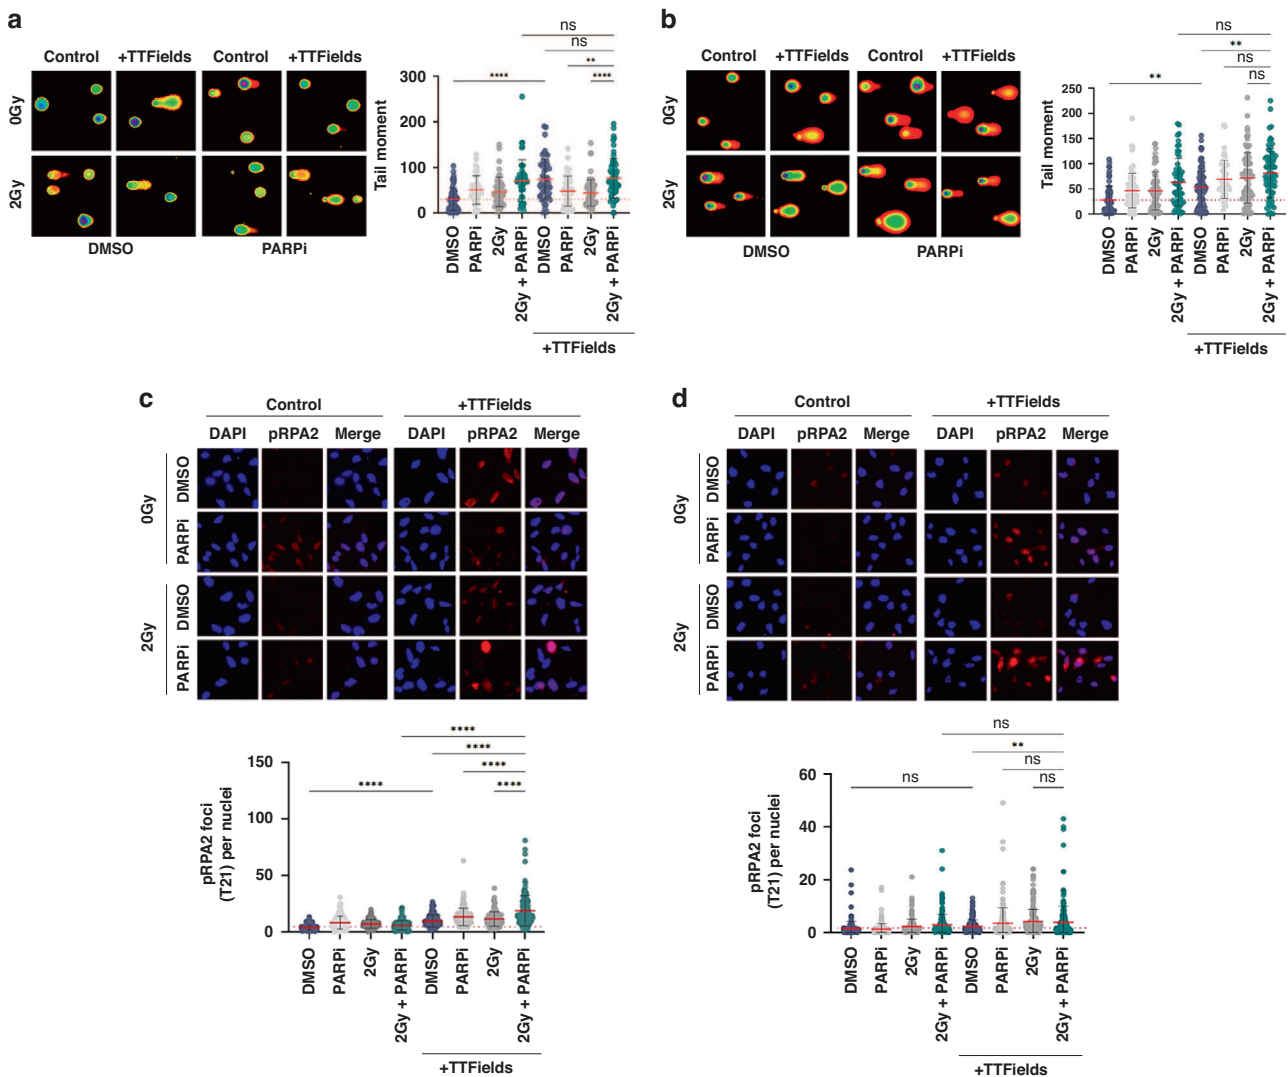 a
Control +TTFields Control +TTFields
0Gy
2Gy
DMSO PARPi
ns
ns
**
**** ****
Tail moment
300
200
100
0
DMSO PARPi 2Gy 2Gy + PARPi DMSO PARPi 2Gy 2Gy + PARPi
+TTFields
b
Control +TTFields Control +TTFields
0Gy
2Gy
DMSO PARPi
ns
**
ns
** ns
Tail moment
250
200
150
100
50
0
DMSO PARPi 2Gy 2Gy + PARPi DMSO PARPi 2Gy 2Gy + PARPi
+TTFields
c
Control +TTFields
DAPI pRPA2 Merge DAPI pRPA2 Merge
0Gy
DMSO
PARPi
2Gy
DMSO
PARPi
****
****
****
**** ****
pRPA2 foci
(T21) per nuclei
150
100
50
0
DMSO PARPi 2Gy 2Gy + PARPi DMSO PARPi 2Gy 2Gy + PARPi
+TTFields
d
Control +TTFields
DAPI pRPA2 Merge DAPI pRPA2 Merge
0Gy
DMSO
PARPi
2Gy
DMSO
PARPi
ns
**
ns
ns ns
pRPA2 foci
(T21) per nuclei
60
40
20
0
DMSO PARPi 2Gy 2Gy + PARPi DMSO PARPi 2Gy 2Gy + PARPi
+TTFields